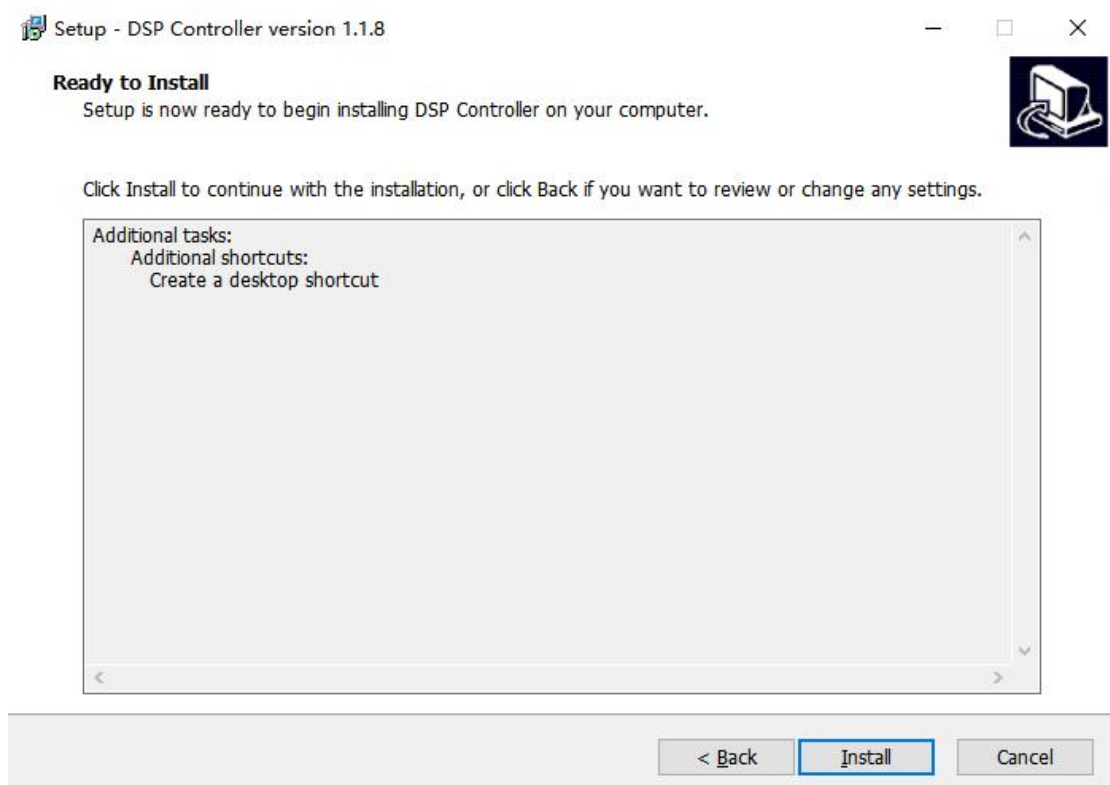 Setup - DSP Controller version 1.1.8
Ready to Install
Setup is now ready to begin installing DSP Controller on your computer.
Click Install to continue with the installation, or click Back if you want to review or change any settings.
Additional tasks:
Additional shortcuts:
Create a desktop shortcut
< Back
Install
Cancel